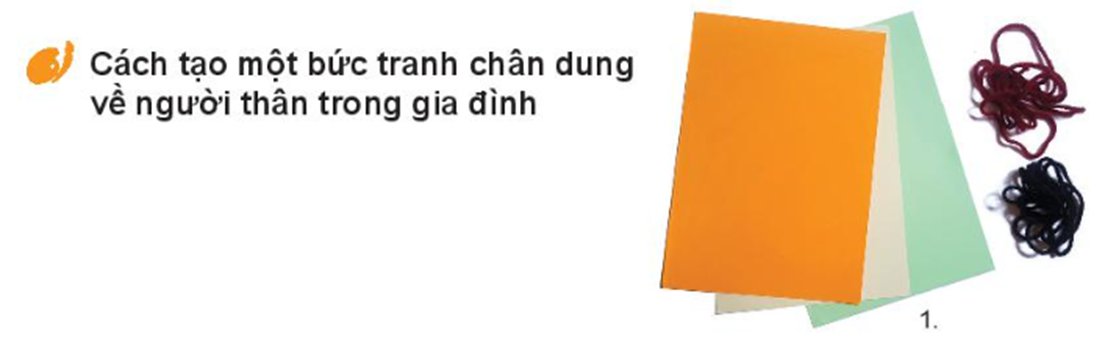 Cách tạo một bức tranh chân dung
về người thân trong gia đình
1.